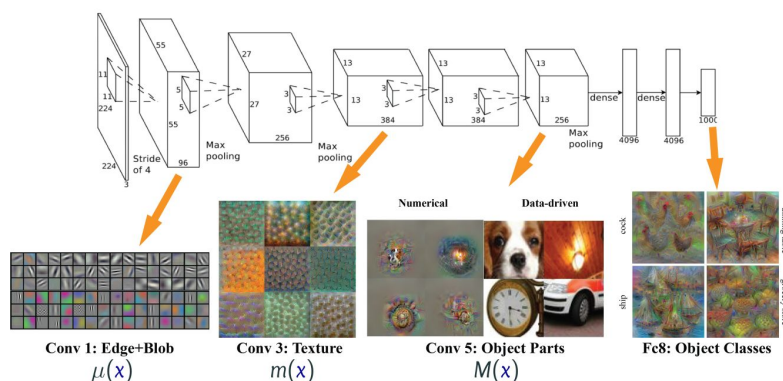 55
27
13
13
13
11
5
3
3
3
dense
dense
11
5
27
3
13
3
13
3
13
224
55
384
384
256
1000
256
Max
pooling
4096
4096
Stride
of 4
96
Max
pooling
Max
pooling
224
3
Numerical
Data-driven
cock
ship
Conv 1: Edge+Blob
Conv 3: Texture
Conv 5: Object Parts
Fc8: Object Classes
μ(x)
m(x)
M(x)